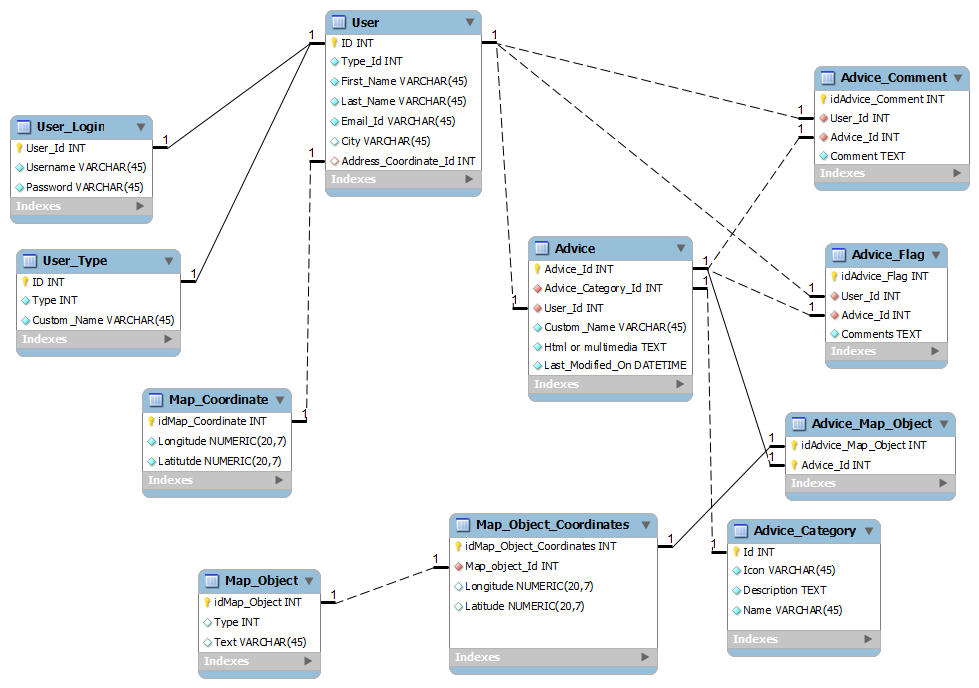 User
ID INT
Type_Id INT
First_Name VARCHAR(45)
Last_Name VARCHAR(45)
Email_Id VARCHAR(45)
City VARCHAR(45)
Address_Coordinate_Id INT
Indexes
1
1
1
User_Login
User_Id INT
Username VARCHAR(45)
Password VARCHAR(45)
Indexes
1
User_Type
ID INT
Type INT
Custom_Name VARCHAR(45)
Indexes
1
Map_Coordinate
idMap_Coordinate INT
Longitude NUMERIC(20,7)
Latitutde NUMERIC(20,7)
Indexes
1
Advice_Comment
idAdvice_Comment INT
User_Id INT
Advice_Id INT
Comment TEXT
Indexes
1
1
Advice
Advice_Id INT
Advice_Category_Id INT
User_Id INT
Custom_Name VARCHAR(45)
Html or multimedia TEXT
Last_Modified_On DATETIME
Indexes
1
1
1
Advice_Flag
idAdvice_Flag INT
User_Id INT
Advice_Id INT
Comments TEXT
Indexes
1
1
Advice_Map_Object
idAdvice_Map_Object INT
Advice_Id INT
Indexes
1
1
Map_Object_Coordinates
idMap_Object_Coordinates INT
Map_object_Id INT
Longitude NUMERIC(20,7)
Latitude NUMERIC(20,7)
Indexes
1
1
Advice_Category
Id INT
Icon VARCHAR(45)
Description TEXT
Name VARCHAR(45)
Indexes
1
Map_Object
idMap_Object INT
Type INT
Text VARCHAR(45)
Indexes
1